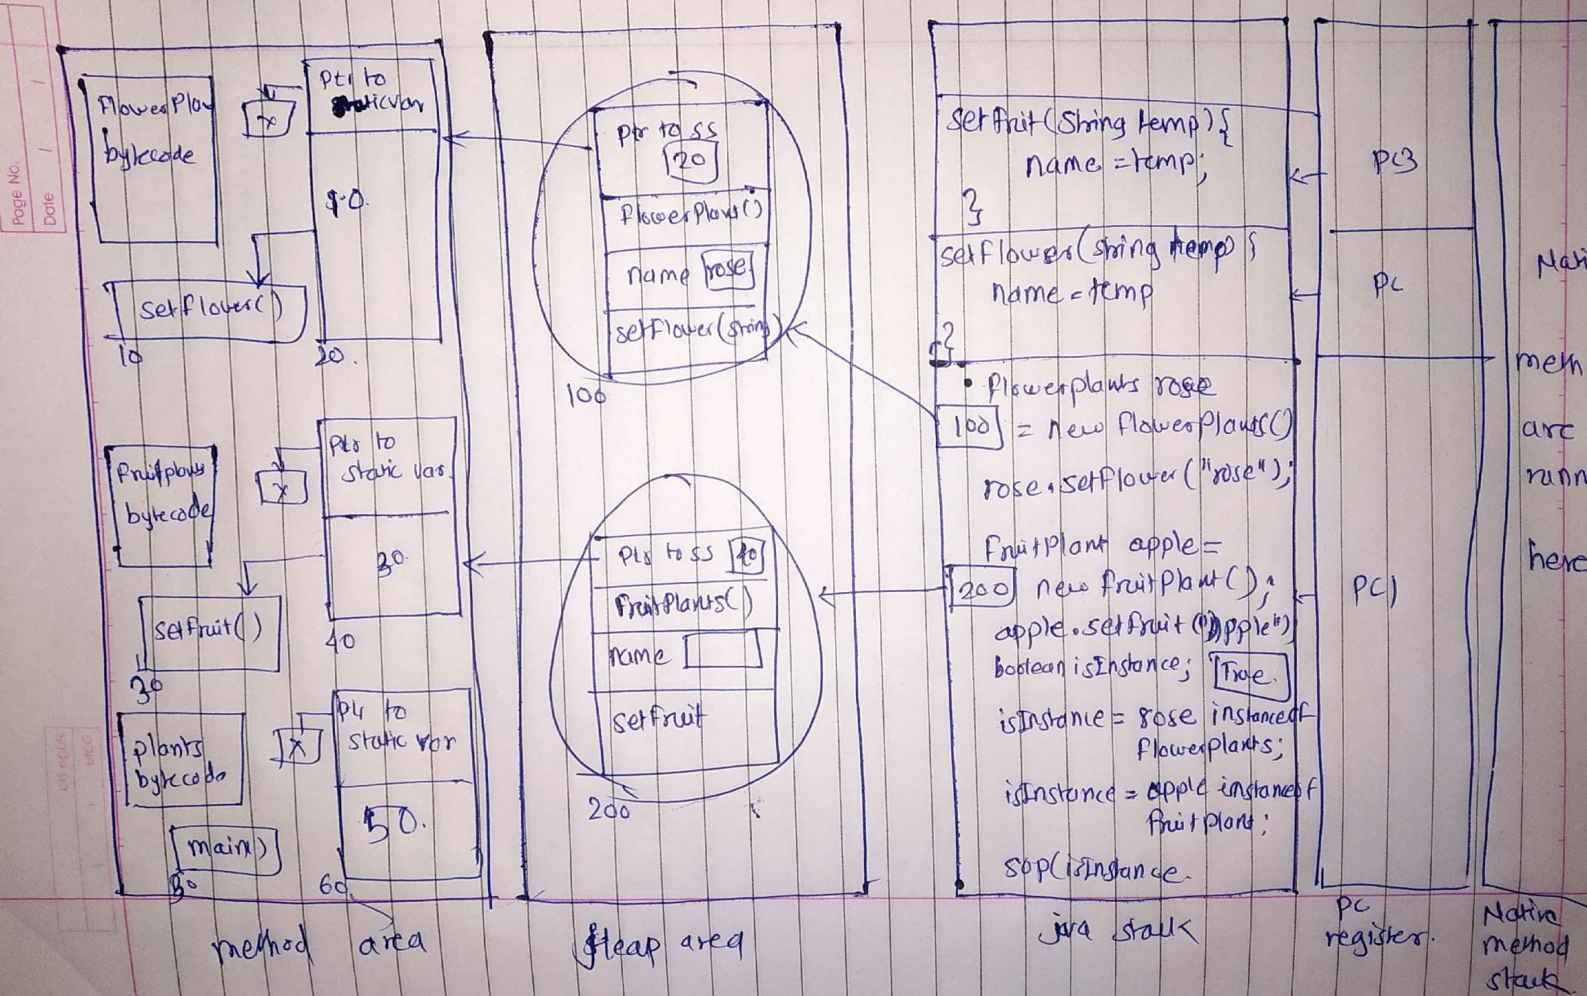 Page No.
Date
FlowerPla
bytecode
x
Ptr to
staticvar
10.
setflower()
10
20.
fruitplants
bytecode
x
Ptr to
static var
30.
setfruit()
30
40
plants
bytecode
x
Ptr to
static var
50.
main()
60
method area
Ptr to ss
20
flowerPlants()
name rose
setFlower(string)
100
Ptr to ss 40
FruitPlants()
name
setfruit
200
Heap area
setfruit(String temp){
name = temp;
}
setFlower(string temp) {
name = temp
}
flowerplants rose
100 = new flowerPlants()
rose.setFlower("rose");
FruitPlant apple =
200 new fruitPlant();
apple.setfruit("Apple")
boolean isInstance; True.
isInstance = rose instanceof
flowerplants;
isInstance = apple instanceof
fruitplant;
sop(isInstance.
java stack
PC3
PC
PC1
PC
register.
Nati
meth
are
runn
here
Native
method
stack